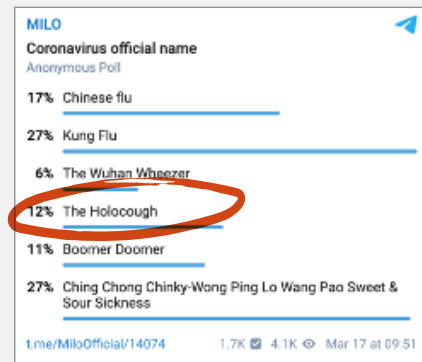 MILO
Coronavirus official name
Anonymous Poll
17% Chinese flu
27% Kung Flu
6% The Wuhan Wheezer
12% The Holocough
11% Boomer Doomer
27% Ching Chong Chinky-Wong Ping Lo Wang Pao Sweet &
Sour Sickness
t.me/MiloOfficial/14074 1.7K 4.1K Mar 17 at 09:51